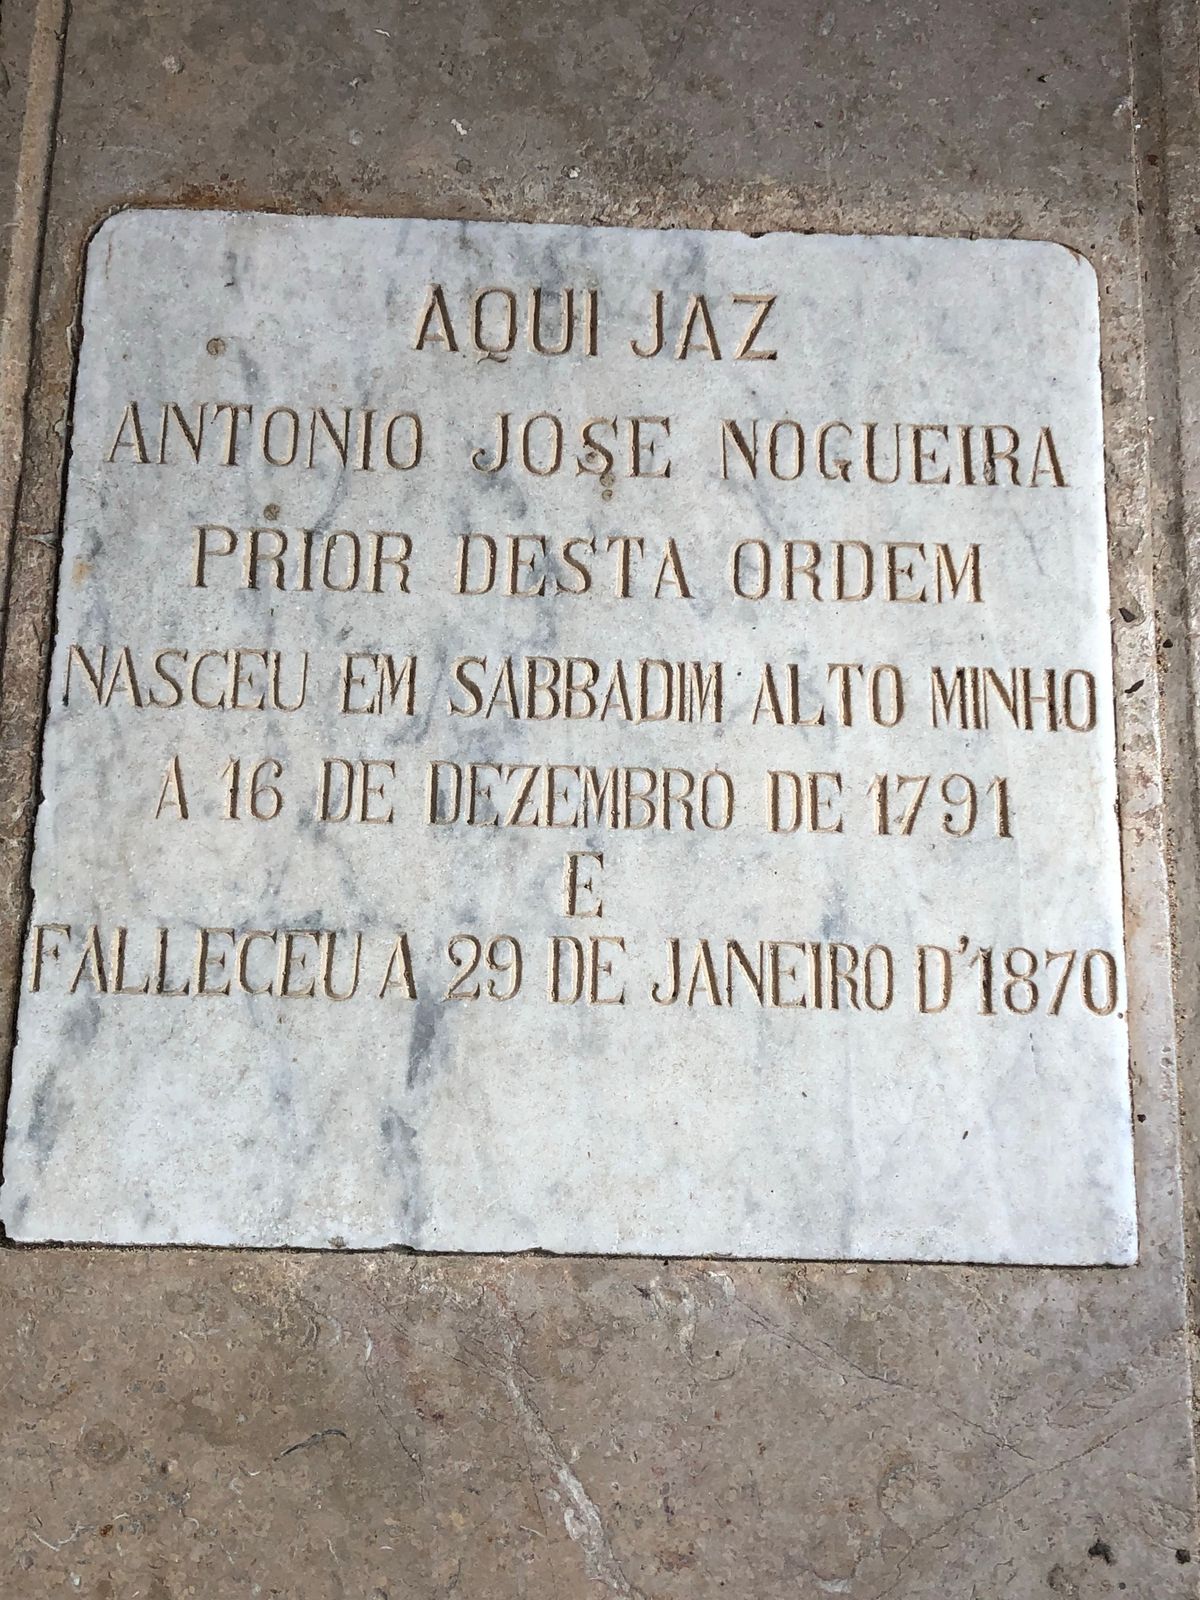 AQUI JAZ
ANTONIO JOSE NOGUEIRA
PRIOR DESTA ORDEM
NASCEU EM SABBADIM ALTO MINHO
A 16 DE DEZEMBRO DE 1791
E
FALLECEU A 29 DE JANEIRO D'1870.